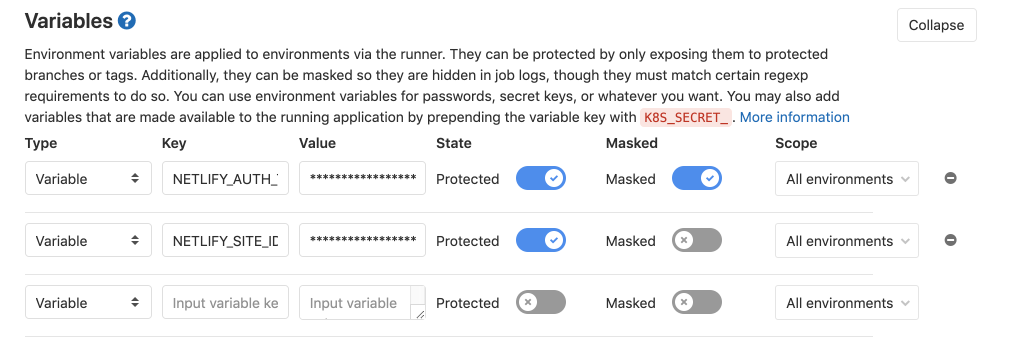 Variables ?
Collapse
Environment variables are applied to environments via the runner. They can be protected by only exposing them to protected
branches or tags. Additionally, they can be masked so they are hidden in job logs, though they must match certain regexp
requirements to do so. You can use environment variables for passwords, secret keys, or whatever you want. You may also add
variables that are made available to the running application by prepending the variable key with K8S_SECRET_. More information
Type Key Value State Masked Scope
Variable NETLIFY_AUTH_ ***************** Protected Masked All environments
Variable NETLIFY_SITE_ID ***************** Protected Masked All environments
Variable Input variable ke Input variable Protected Masked All environments